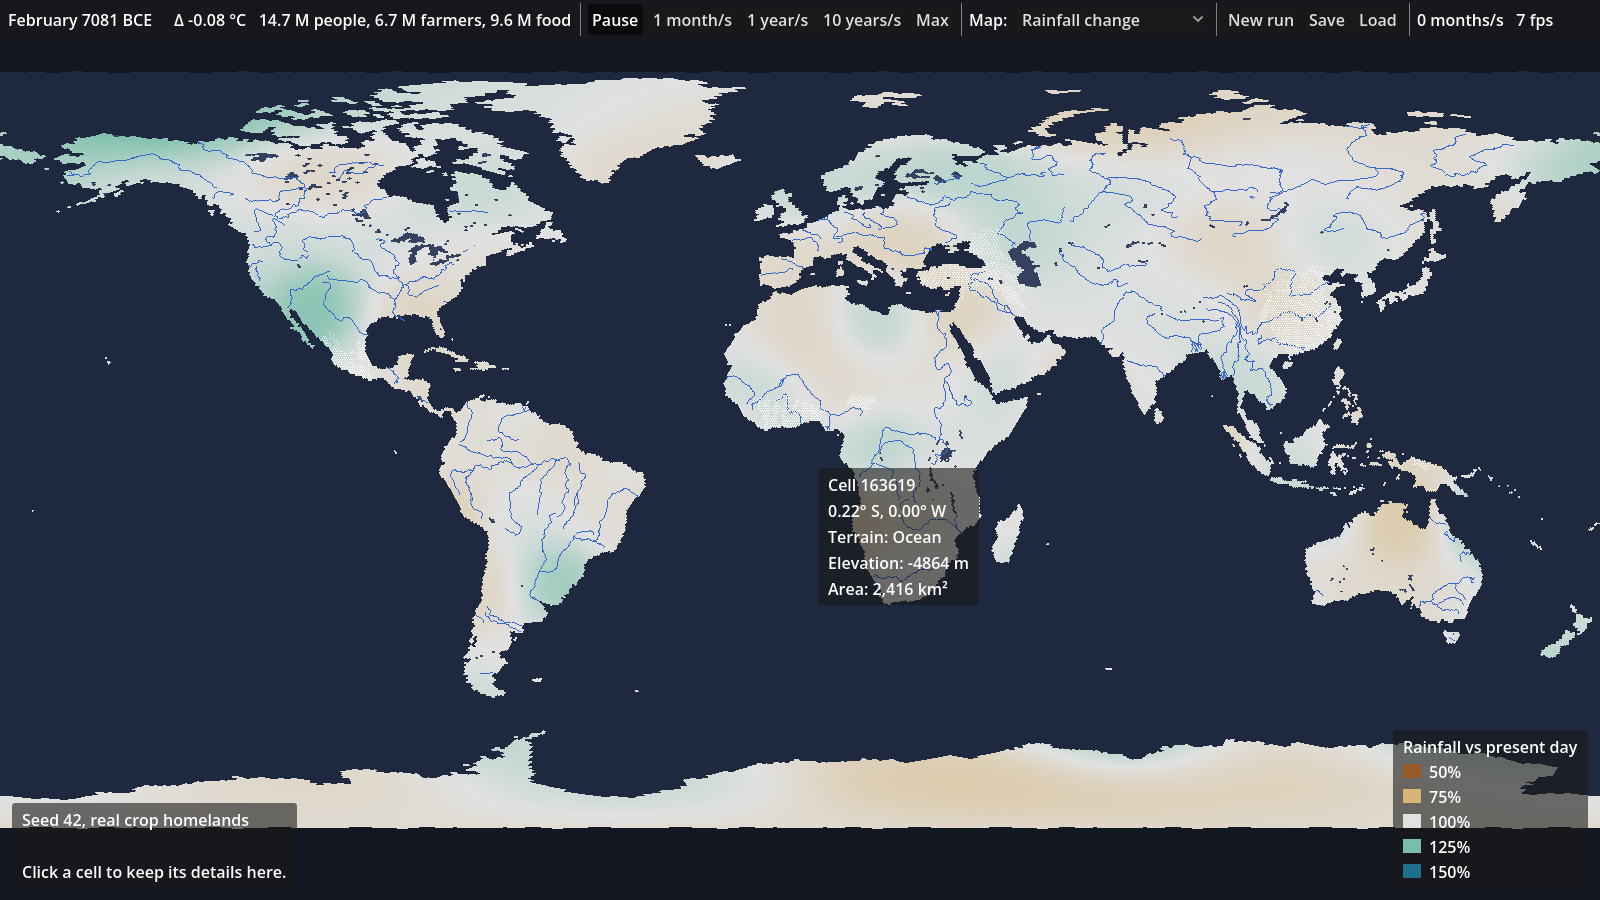 February 7081 BCE Δ -0.08 °C 14.7 M people, 6.7 M farmers, 9.6 M food Pause 1 month/s 1 year/s 10 years/s Max Map: Rainfall change New run Save Load 0 months/s 7 fps
Cell 163619
0.22° S, 0.00° W
Terrain: Ocean
Elevation: -4864 m
Area: 2,416 km²
Rainfall vs present day
50%
75%
100%
125%
150%
Seed 42, real crop homelands
Click a cell to keep its details here.